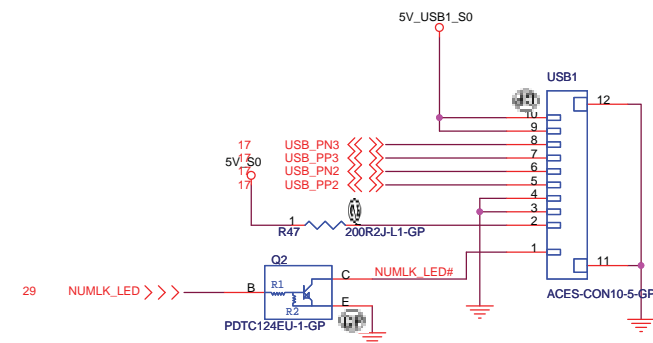 5V_USB1_S0
USB1
12
10
9
17 USB_PN3 8
17 USB_PP3 7
5V_S0
17 USB_PN2 6
17 USB_PP2 5
4
3
1 2
R47 200R2J-L1-GP
1
Q2
C NUMLK_LED#
11
29 NUMLK_LED B R1
E
R2
ACES-CON10-5-GP
PDTC124EU-1-GP